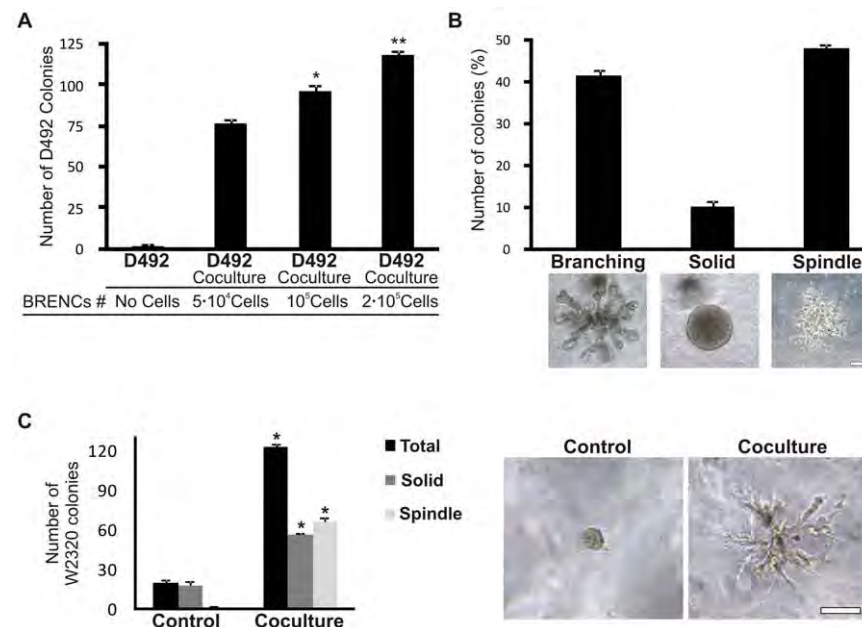 A
Number of D492 Colonies
125
100
75
50
25
0
*
**
D492
D492
D492
D492
Coculture
Coculture
Coculture
BRENCs #
No Cells
5·10⁴Cells
10⁵Cells
2·10⁵Cells
B
Number of colonies (%)
50
40
30
20
10
0
Branching
Solid
Spindle
C
Number of
W2320 colonies
120
90
60
30
0
*
*
*
Control
Coculture
Total
Solid
Spindle
Control
Coculture